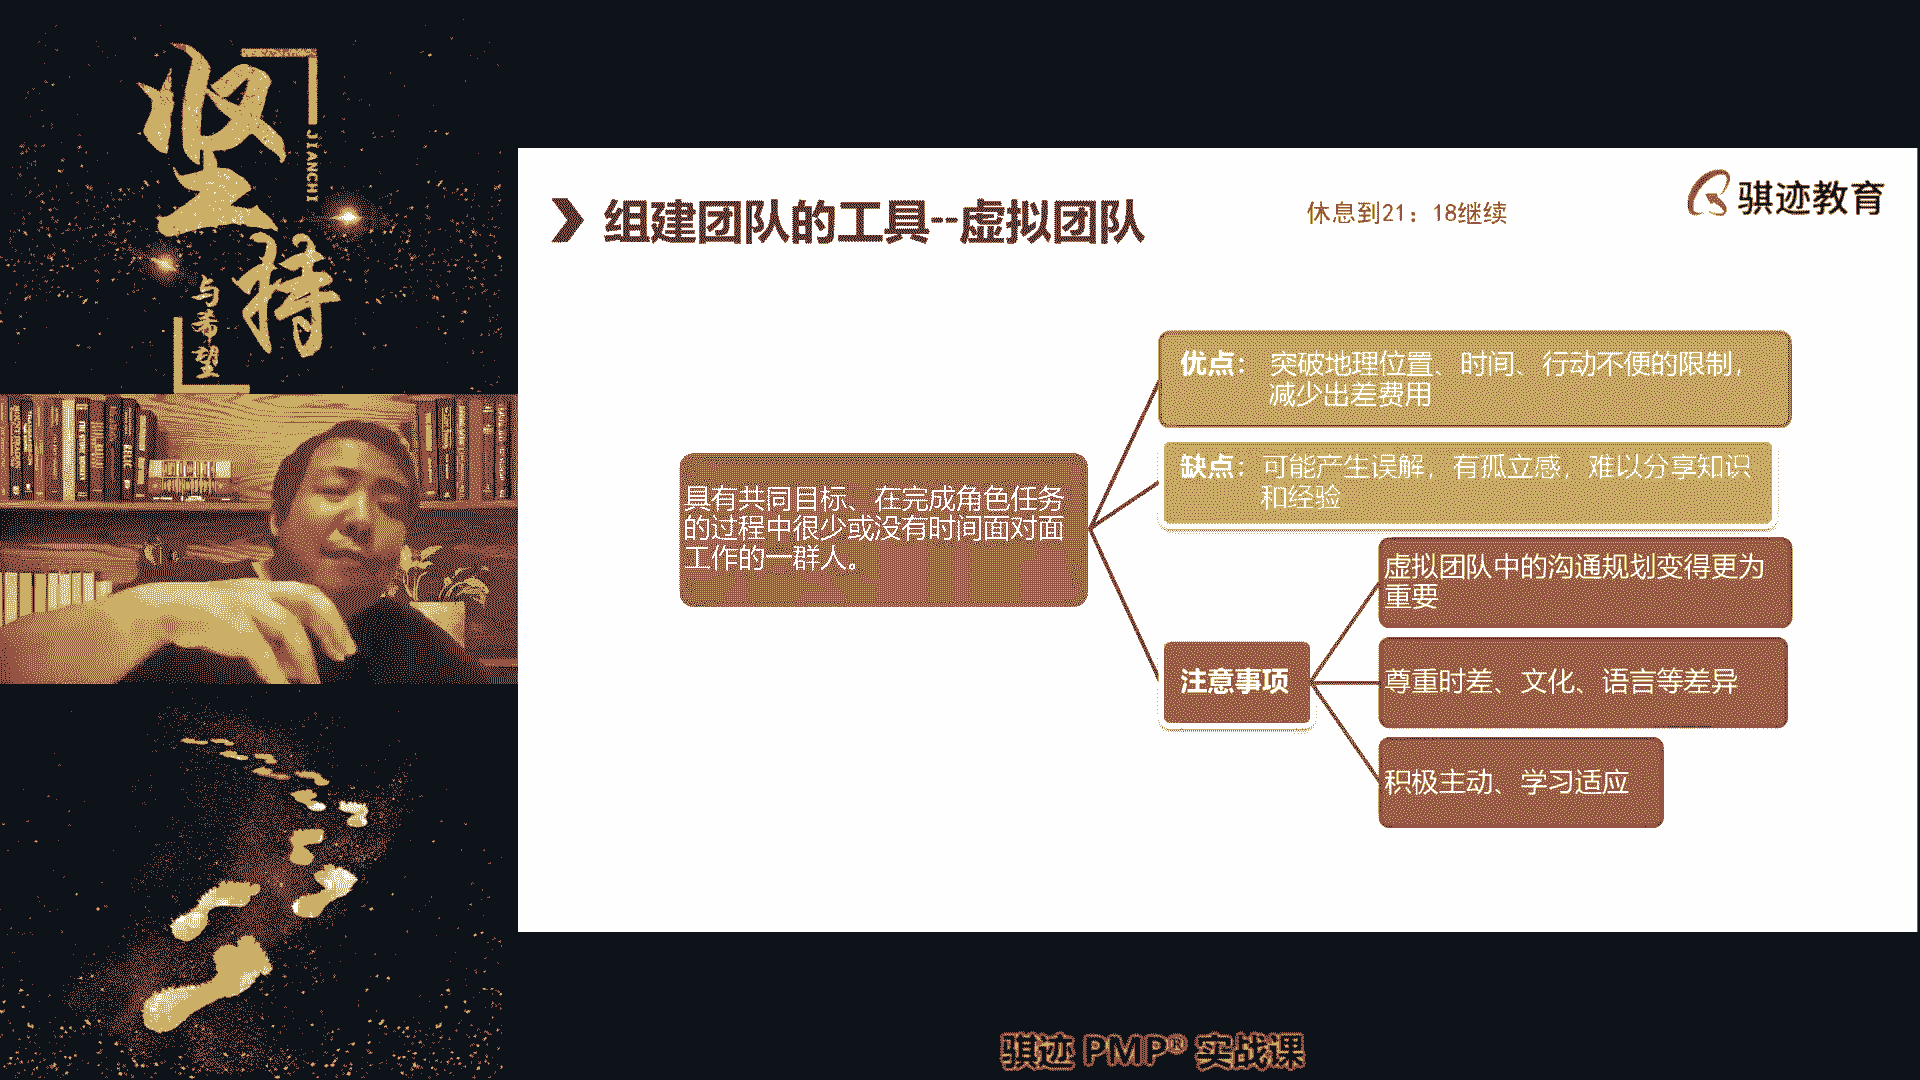 坚持
JIANCHI
与希望
组建团队的工具--虚拟团队
休息到21：18继续
骐迹教育
具有共同目标、在完成角色任务
的过程中很少或没有时间面对面
工作的一群人。
优点： 突破地理位置、时间、行动不便的限制，
减少出差费用
缺点： 可能产生误解，有孤立感，难以分享知识
和经验
注意事项
虚拟团队中的沟通规划变得更为
重要
尊重时差、文化、语言等差异
积极主动、学习适应
骐迹 PMP® 实战课